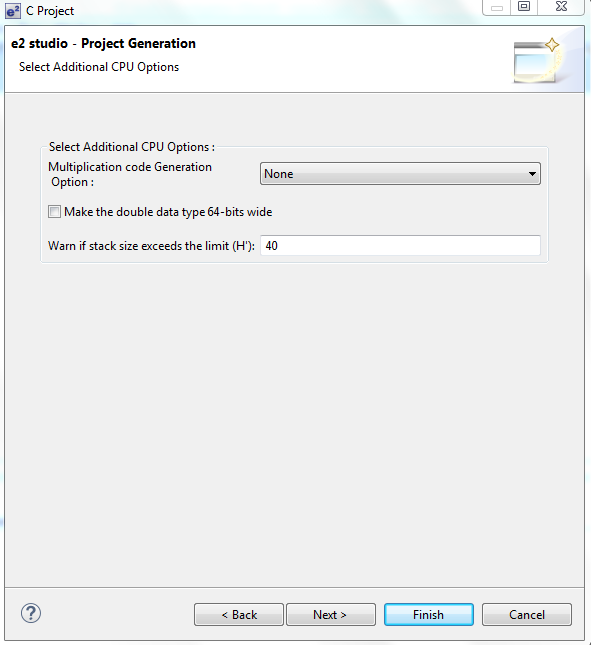 e² C Project
e2 studio - Project Generation
Select Additional CPU Options
Select Additional CPU Options :
Multiplication code Generation
Option :
None
Make the double data type 64-bits wide
Warn if stack size exceeds the limit (H'): 40
?
< Back
Next >
Finish
Cancel